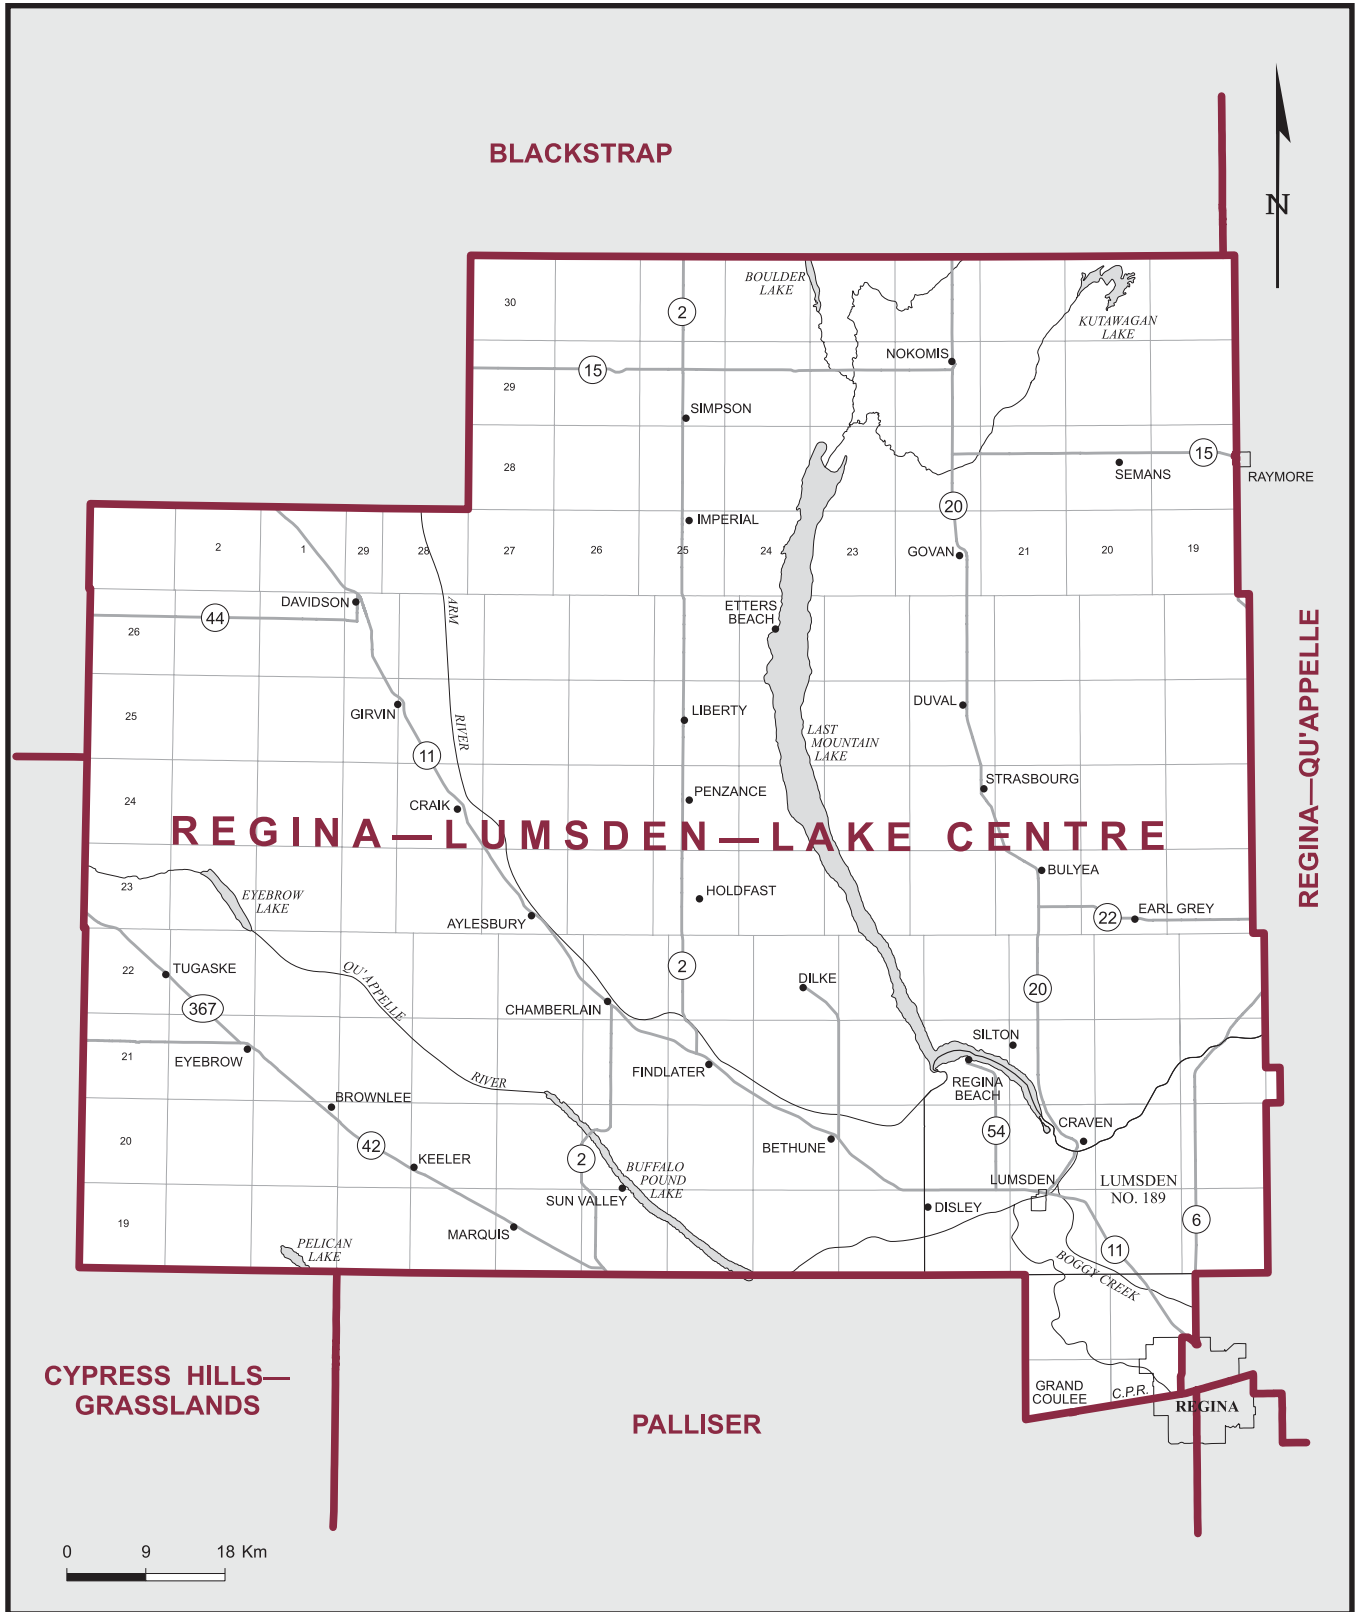 BLACKSTRAP
N
BOULDER
LAKE
KUTAWAGAN
LAKE
30
2
NOKOMIS
15
29
SIMPSON
28
15
SEMANS
RAYMORE
20
IMPERIAL
2
1
29
28
27
26
25
24
23
GOVAN
21
20
19
DAVIDSON
44
26
ARM
ETTERS
BEACH
REGINA—QU'APPELLE
25
GIRVIN
RIVER
LIBERTY
DUVAL
11
LAST
MOUNTAIN
LAKE
24
CRAIK
PENZANCE
STRASBOURG
REGINA—LUMSDEN—LAKE CENTRE
23
EYEBROW
LAKE
HOLDFAST
BULYEA
AYLESBURY
22
EARL GREY
22
TUGASKE
QU'APPELLE
2
DILKE
20
367
CHAMBERLAIN
21
EYEBROW
SILTON
FINDLATER
RIVER
REGINA
BEACH
BROWNLEE
20
42
KEELER
2
BETHUNE
54
CRAVEN
BUFFALO
POUND
LAKE
SUN VALLEY
LUMSDEN
LUMSDEN
NO. 189
19
MARQUIS
DISLEY
6
PELICAN
LAKE
11
BOGGY CREEK
CYPRESS HILLS—
GRASSLANDS
PALLISER
GRAND
COULEE
C.P.R.
REGINA
0 9 18 Km